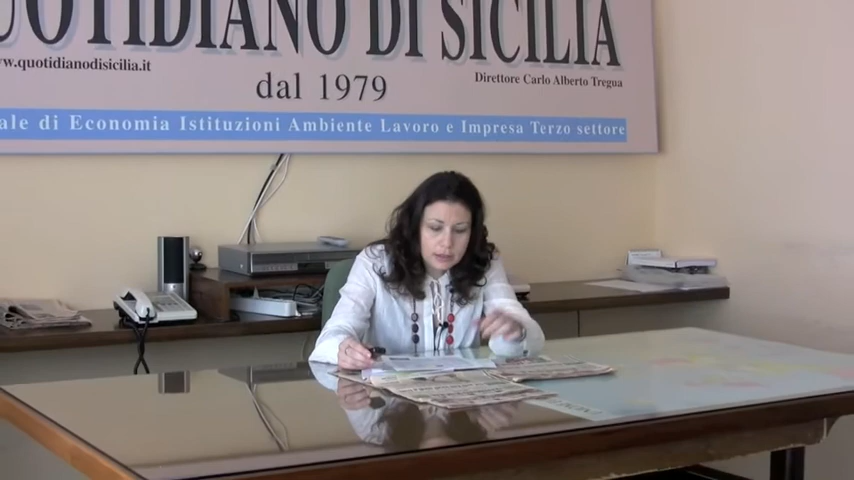 QUOTIDIANO DI SICILIA
www.quotidianodisicilia.it
dal 1979
Direttore Carlo Alberto Tregua
ale di Economia Istituzioni Ambiente Lavoro e Impresa Terzo settore